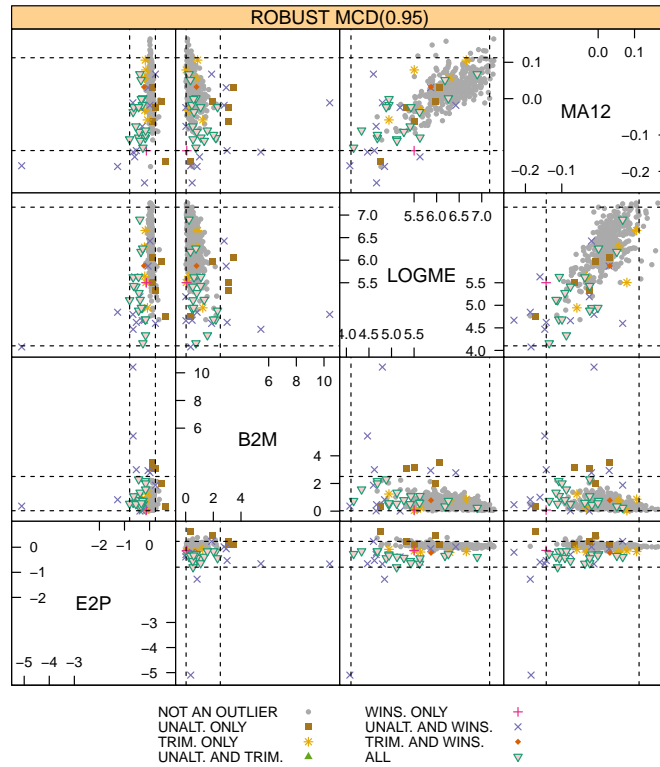 ROBUST MCD(0.95)
0.0 0.1
0.1
0.0
MA12
−0.1
−0.2 −0.1
−0.2
7.0
6.5
6.0
5.5
5.5 6.0 6.5 7.0
LOGME
4.0 4.5 5.0 5.5
5.5
5.0
4.5
4.0
10
8
6
6 8 10
B2M
4
2
0
0 2 4
0
−1
−2
−2 −1 0
E2P
−5 −4 −3
−3
−4
−5
NOT AN OUTLIER
UNALT. ONLY
TRIM. ONLY
UNALT. AND TRIM.
WINS. ONLY
UNALT. AND WINS.
TRIM. AND WINS.
ALL